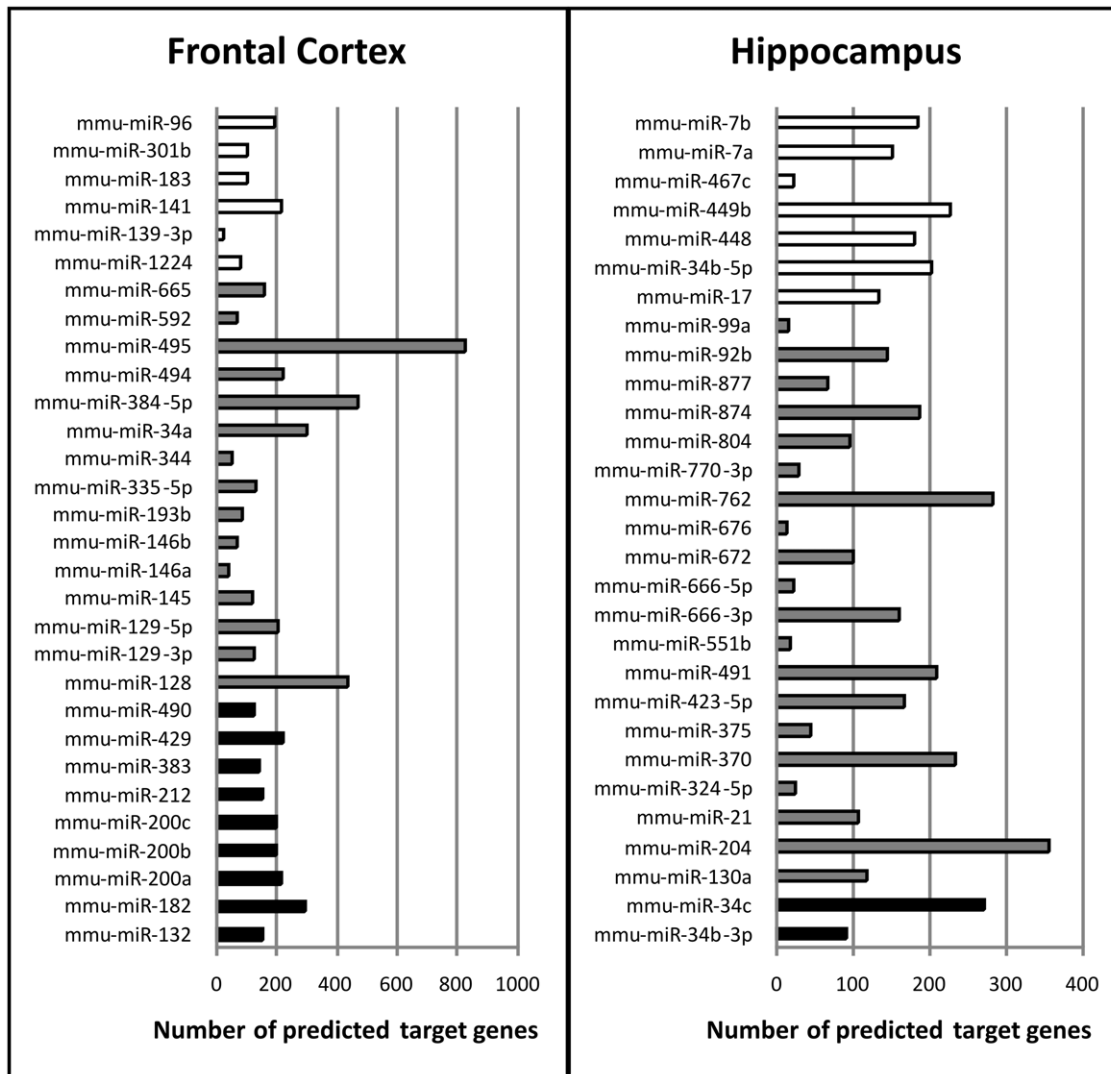 Frontal Cortex
mmu-miR-96
mmu-miR-301b
mmu-miR-183
mmu-miR-141
mmu-miR-139-3p
mmu-miR-1224
mmu-miR-665
mmu-miR-592
mmu-miR-495
mmu-miR-494
mmu-miR-384-5p
mmu-miR-34a
mmu-miR-344
mmu-miR-335-5p
mmu-miR-193b
mmu-miR-146b
mmu-miR-146a
mmu-miR-145
mmu-miR-129-5p
mmu-miR-129-3p
mmu-miR-128
mmu-miR-490
mmu-miR-429
mmu-miR-383
mmu-miR-212
mmu-miR-200c
mmu-miR-200b
mmu-miR-200a
mmu-miR-182
mmu-miR-132
0 200 400 600 800 1000
Number of predicted target genes
Hippocampus
mmu-miR-7b
mmu-miR-7a
mmu-miR-467c
mmu-miR-449b
mmu-miR-448
mmu-miR-34b-5p
mmu-miR-17
mmu-miR-99a
mmu-miR-92b
mmu-miR-877
mmu-miR-874
mmu-miR-804
mmu-miR-770-3p
mmu-miR-762
mmu-miR-676
mmu-miR-672
mmu-miR-666-5p
mmu-miR-666-3p
mmu-miR-551b
mmu-miR-491
mmu-miR-423-5p
mmu-miR-375
mmu-miR-370
mmu-miR-324-5p
mmu-miR-21
mmu-miR-204
mmu-miR-130a
mmu-miR-34c
mmu-miR-34b-3p
0 100 200 300 400
Number of predicted target genes